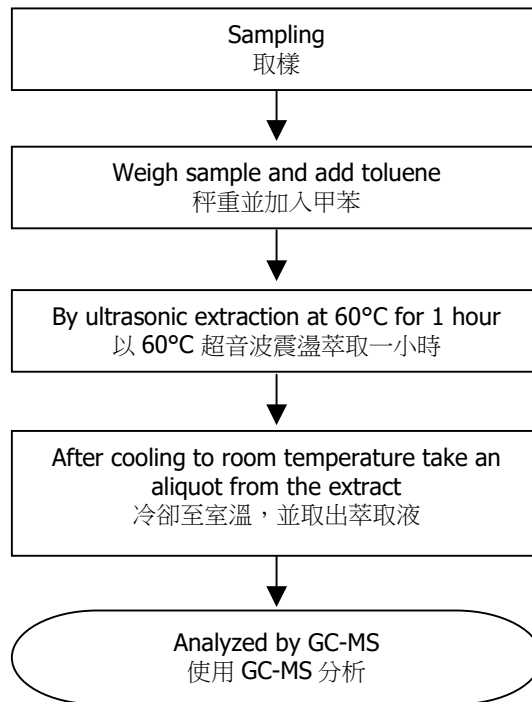 Sampling
取樣
Weigh sample and add toluene
秤重並加入甲苯
By ultrasonic extraction at 60°C for 1 hour
以 60°C 超音波震盪萃取一小時
After cooling to room temperature take an
aliquot from the extract
冷卻至室溫，並取出萃取液
Analyzed by GC-MS
使用 GC-MS 分析